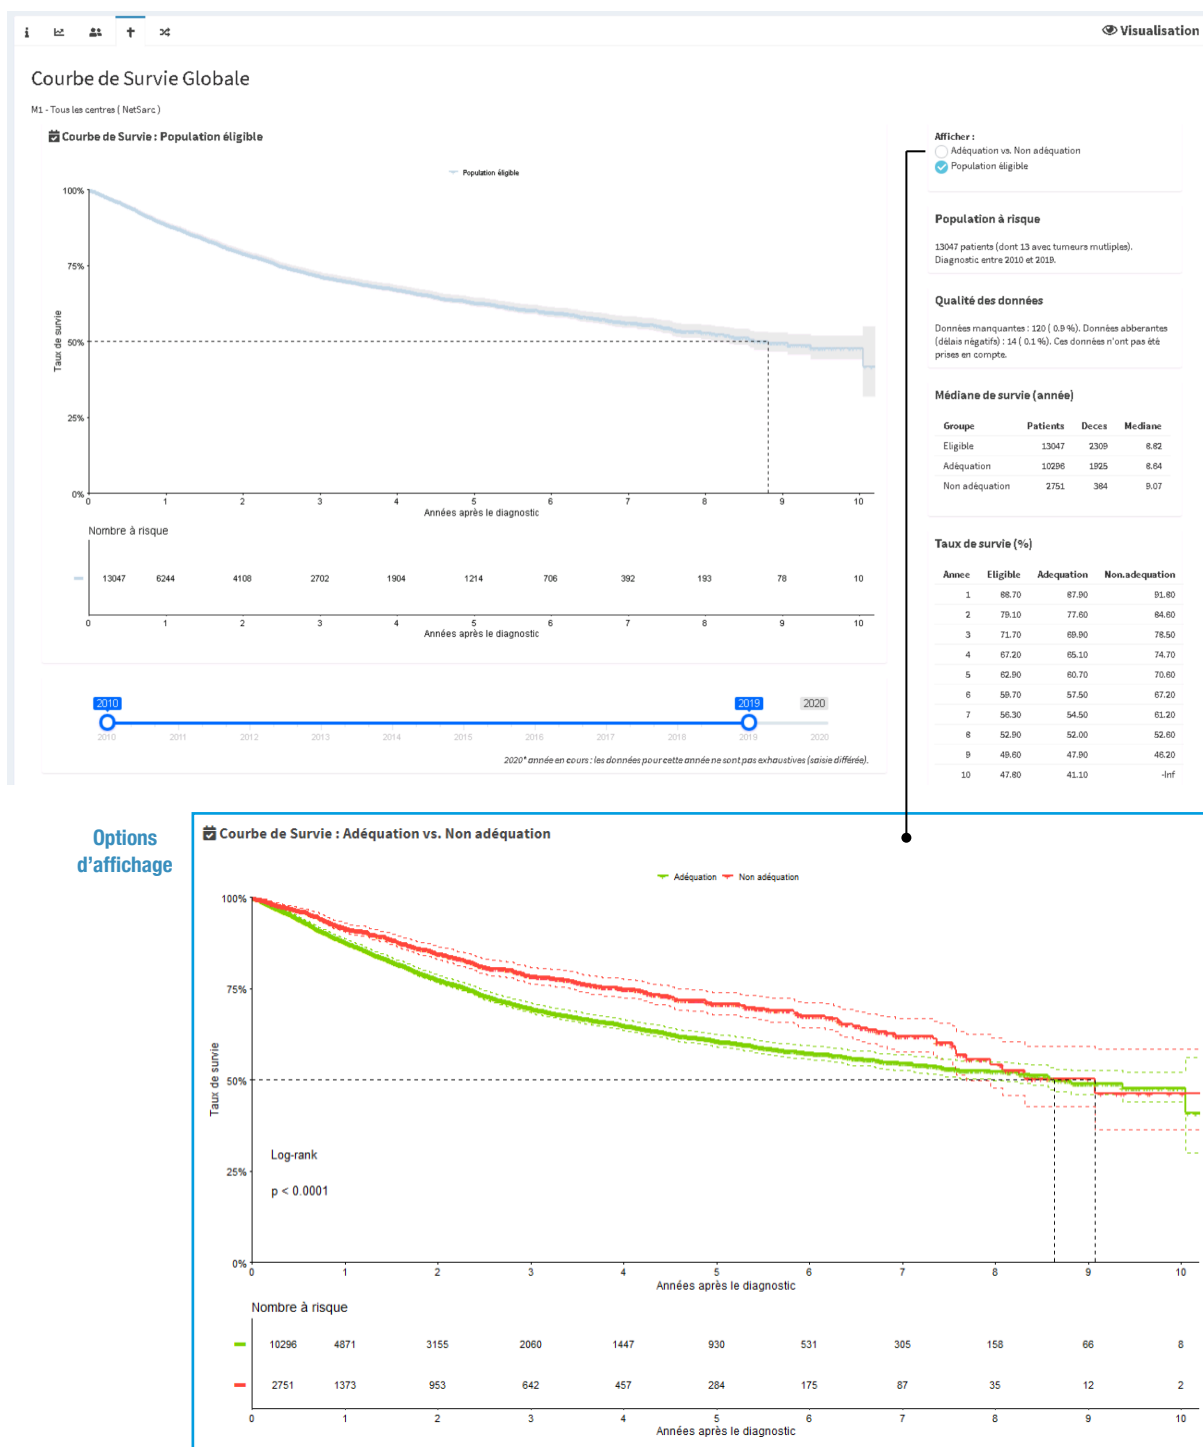 Visualisation
Courbe de Survie Globale
M1 - Tous les centres ( NetSarc )
Courbe de Survie : Population éligible
Population éligible
100%
75%
50%
25%
0%
Taux de survie
0 1 2 3 4 5 6 7 8 9 10
Années après le diagnostic
Nombre à risque
13047 6244 4108 2702 1904 1214 706 392 193 78 10
0 1 2 3 4 5 6 7 8 9 10
Années après le diagnostic
2010 2019 2020
2010 2011 2012 2013 2014 2015 2016 2017 2018 2019 2020
2020* année en cours : les données pour cette année ne sont pas exhaustives (saisie différée).
Afficher :
Adéquation vs. Non adéquation
Population éligible
Population à risque
13047 patients (dont 13 avec tumeurs mutliples).
Diagnostic entre 2010 et 2019.
Qualité des données
Données manquantes : 120 ( 0.9 %). Données abberantes
(délais négatifs) : 14 ( 0.1 %). Ces données n'ont pas été
prises en compte.
Médiane de survie (année)
Groupe Patients Deces Mediane
Eligible 13047 2309 8.82
Adéquation 10296 1925 8.64
Non adéquation 2751 384 9.07
Taux de survie (%)
Annee Eligible Adequation Non.adequation
1 88.70 87.90 91.80
2 79.10 77.60 84.60
3 71.70 69.90 78.50
4 67.20 65.10 74.70
5 62.90 60.70 70.60
6 59.70 57.50 67.20
7 56.30 54.50 61.20
8 52.90 52.00 52.60
9 49.60 47.90 46.20
10 47.80 41.10 -Inf
Options
d'affichage
Courbe de Survie : Adéquation vs. Non adéquation
Adéquation Non adéquation
100%
75%
50%
25%
0%
Taux de survie
Log-rank
p < 0.0001
0 1 2 3 4 5 6 7 8 9 10
Années après le diagnostic
Nombre à risque
10296 4871 3155 2060 1447 930 531 305 158 66 8
2751 1373 953 642 457 284 175 87 35 12 2
0 1 2 3 4 5 6 7 8 9 10
Années après le diagnostic